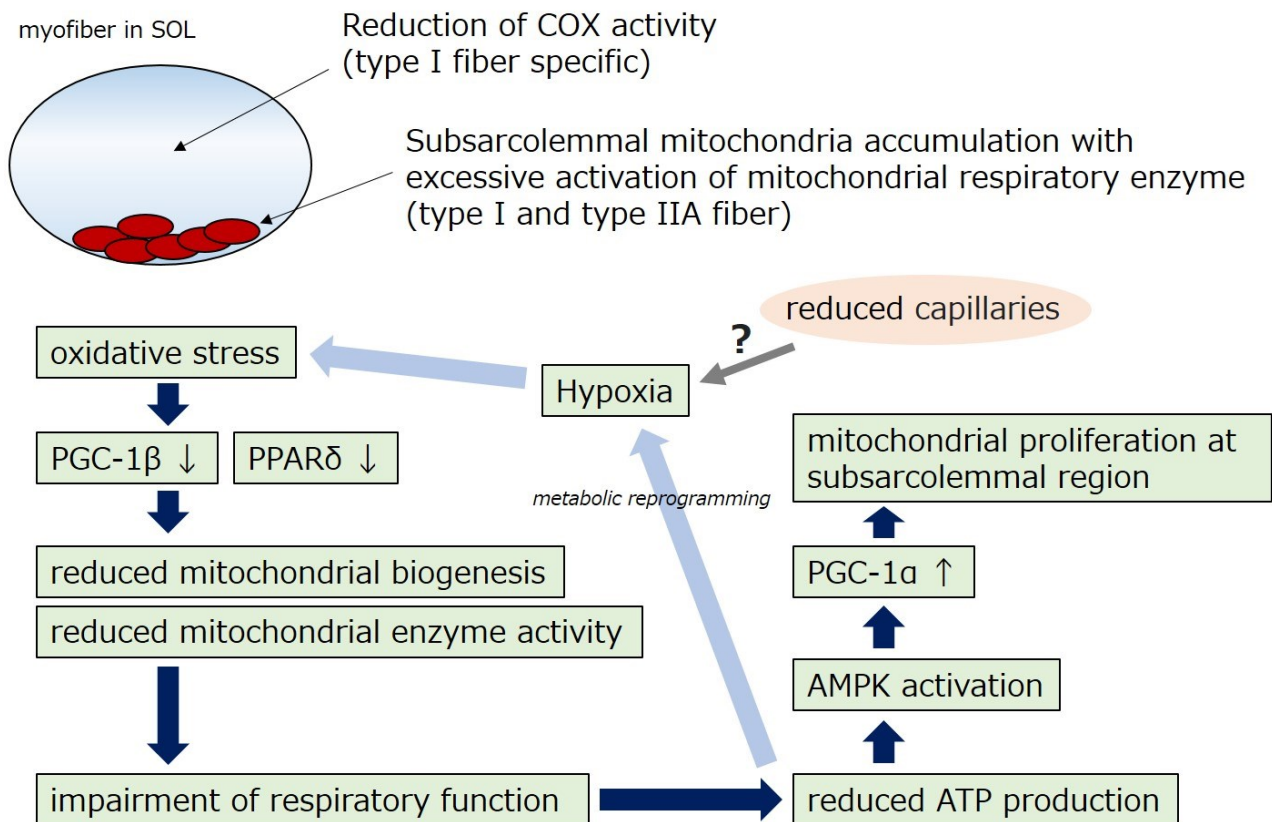 myofiber in SOL
Reduction of COX activity
(type I fiber specific)
Subsarcolemmal mitochondria accumulation with
excessive activation of mitochondrial respiratory enzyme
(type I and type IIA fiber)
reduced capillaries
?
oxidative stress
Hypoxia
PGC-1β ↓
PPARδ ↓
metabolic reprogramming
mitochondrial proliferation at
subsarcolemmal region
reduced mitochondrial biogenesis
PGC-1α ↑
reduced mitochondrial enzyme activity
AMPK activation
impairment of respiratory function
reduced ATP production